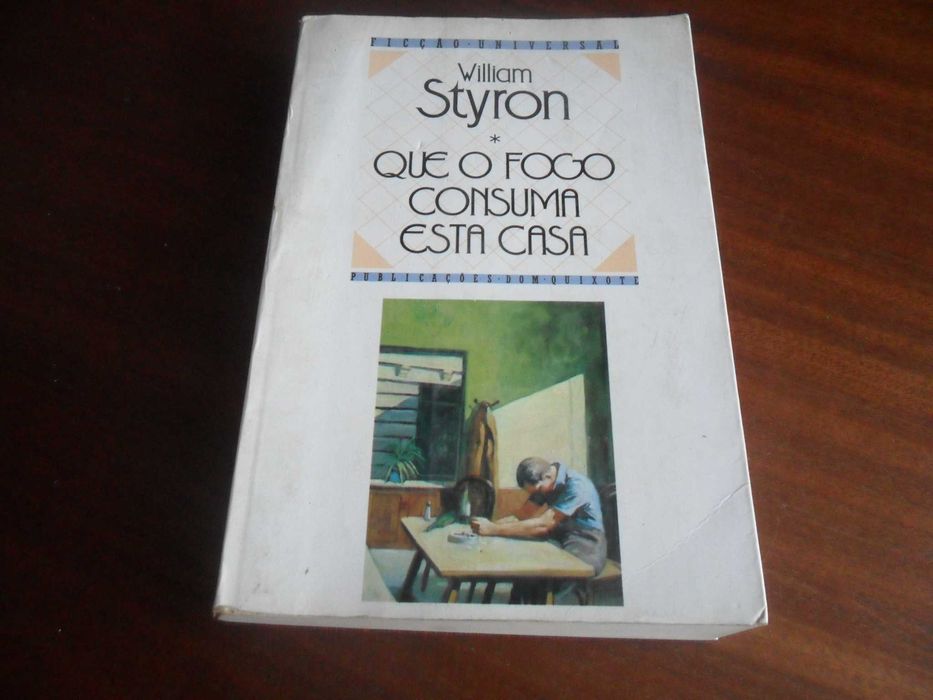 FICÇÃO · UNIVERSAL
William
Styron
*
QUE O FOGO
CONSUMA
ESTA CASA
PUBLICAÇÕES · DOM · QUIXOTE